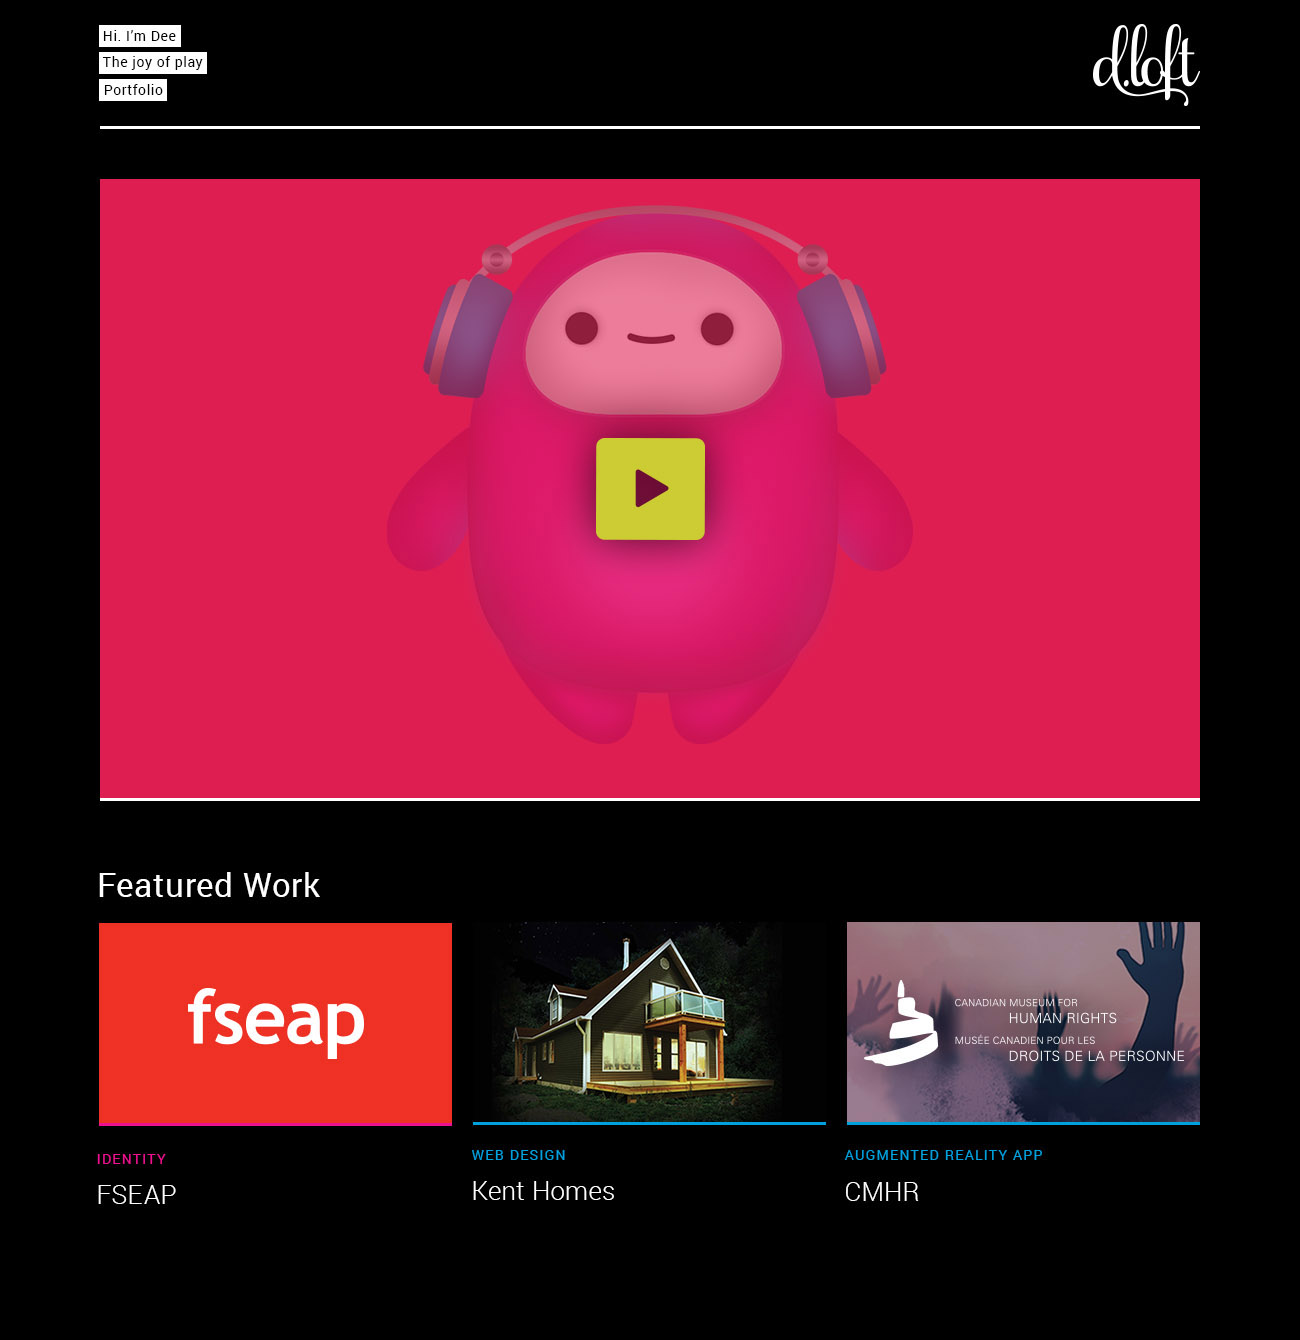 Hi. I'm Dee
The joy of play
Portfolio
d.loft
Featured Work
fseap
CANADIAN MUSEUM FOR
HUMAN RIGHTS
MUSÉE CANADIEN POUR LES
DROITS DE LA PERSONNE
IDENTITY
FSEAP
WEB DESIGN
Kent Homes
AUGMENTED REALITY APP
CMHR